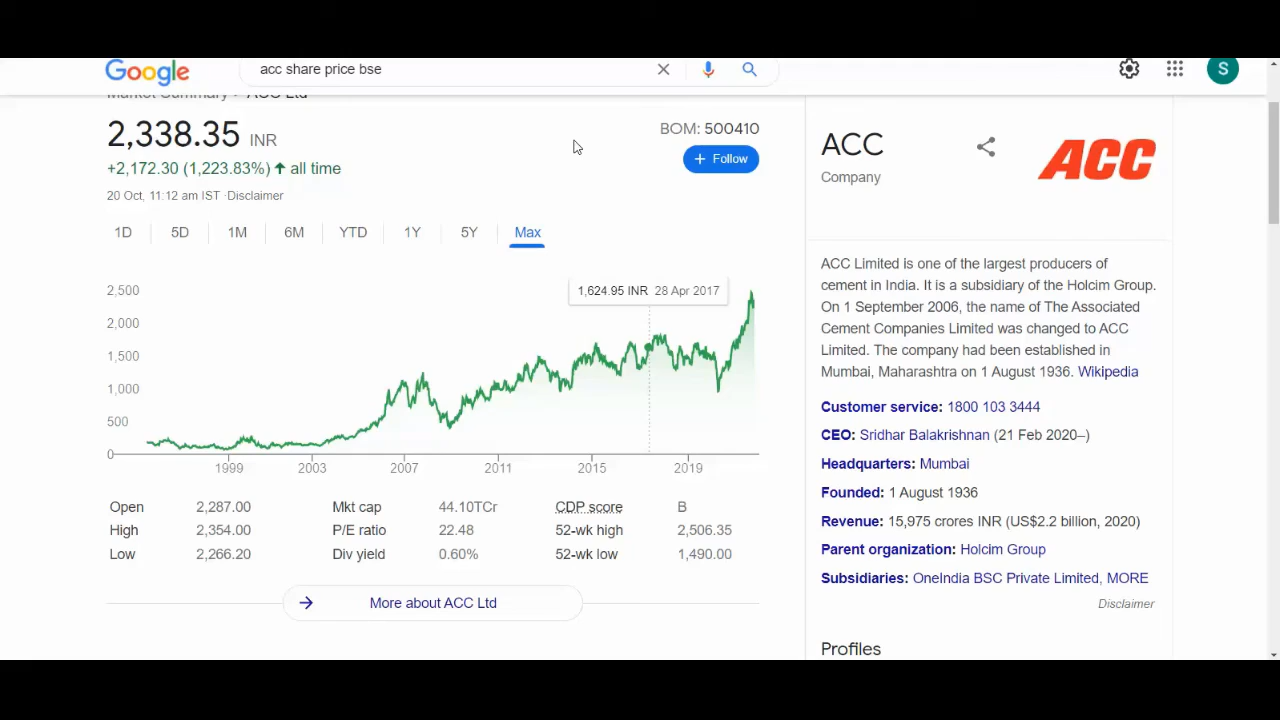 Google
acc share price bse
S
Market Summary > ACC Ltd
2,338.35 INR
+2,172.30 (1,223.83%) ↑ all time
20 Oct, 11:12 am IST ·Disclaimer
BOM: 500410
+ Follow
1D 5D 1M 6M YTD 1Y 5Y Max
1,624.95 INR 28 Apr 2017
2,500
2,000
1,500
1,000
500
0
1999 2003 2007 2011 2015 2019
Open 2,287.00 Mkt cap 44.10TCr CDP score B
High 2,354.00 P/E ratio 22.48 52-wk high 2,506.35
Low 2,266.20 Div yield 0.60% 52-wk low 1,490.00
More about ACC Ltd
ACC
Company
ACC
ACC Limited is one of the largest producers of
cement in India. It is a subsidiary of the Holcim Group.
On 1 September 2006, the name of The Associated
Cement Companies Limited was changed to ACC
Limited. The company had been established in
Mumbai, Maharashtra on 1 August 1936. Wikipedia
Customer service: 1800 103 3444
CEO: Sridhar Balakrishnan (21 Feb 2020–)
Headquarters: Mumbai
Founded: 1 August 1936
Revenue: 15,975 crores INR (US$2.2 billion, 2020)
Parent organization: Holcim Group
Subsidiaries: OneIndia BSC Private Limited, MORE
Disclaimer
Profiles